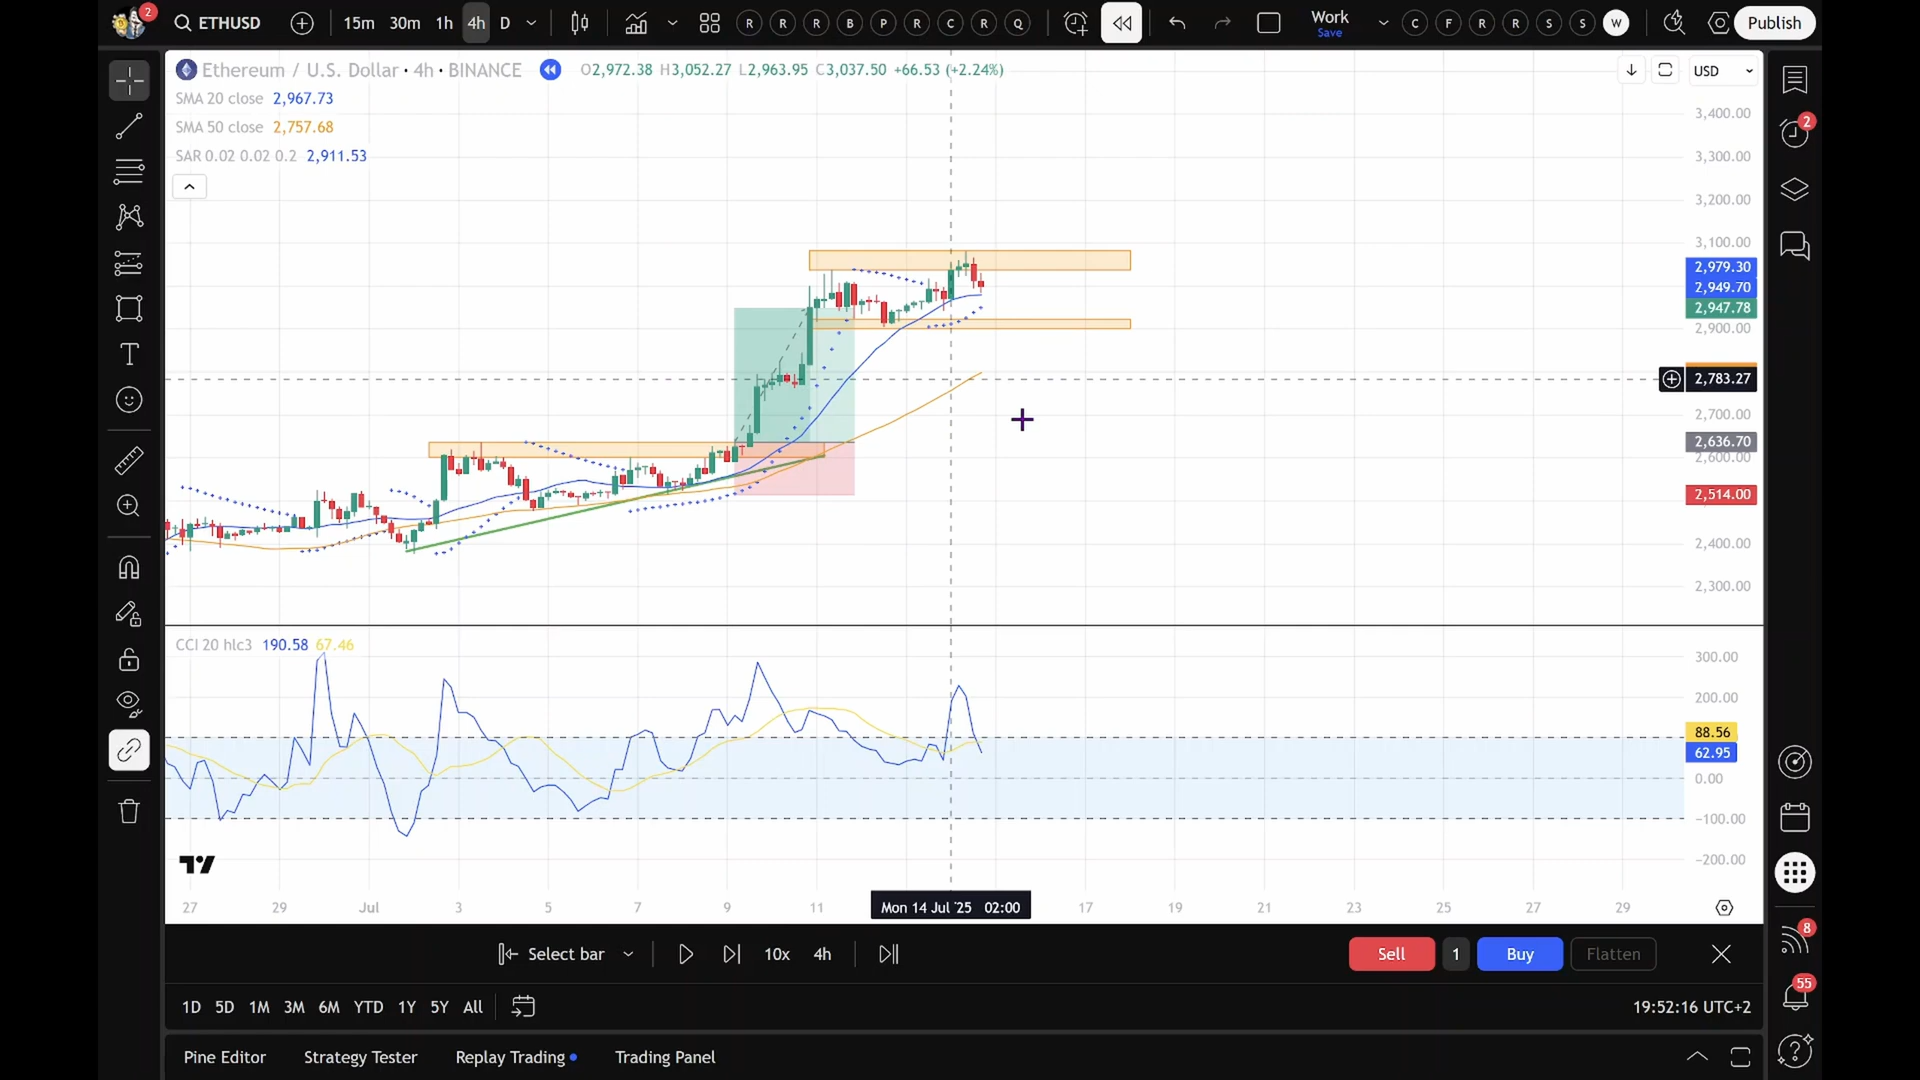 2
ETHUSD
15m 30m 1h 4h D
R R R B P R C R Q
Work
Save
C F R R S S W
Publish
Ethereum / U.S. Dollar · 4h · BINANCE
O2,972.38 H3,052.27 L2,963.95 C3,037.50 +66.53 (+2.24%)
USD
SMA 20 close 2,967.73
SMA 50 close 2,757.68
SAR 0.02 0.02 0.2 2,911.53
3,400.00
3,300.00
3,200.00
3,100.00
2,979.30
2,949.70
2,947.78
2,900.00
2,783.27
2,700.00
2,636.70
2,600.00
2,514.00
2,400.00
2,300.00
2
CCI 20 hlc3 190.58 67.46
300.00
200.00
88.56
62.95
0.00
−100.00
−200.00
27 29 Jul 3 5 7 9 11 Mon 14 Jul '25 02:00 17 19 21 23 25 27 29
Select bar 10x 4h
Sell 1 Buy Flatten
8
1D 5D 1M 3M 6M YTD 1Y 5Y All
19:52:16 UTC+2
55
Pine Editor Strategy Tester Replay Trading Trading Panel